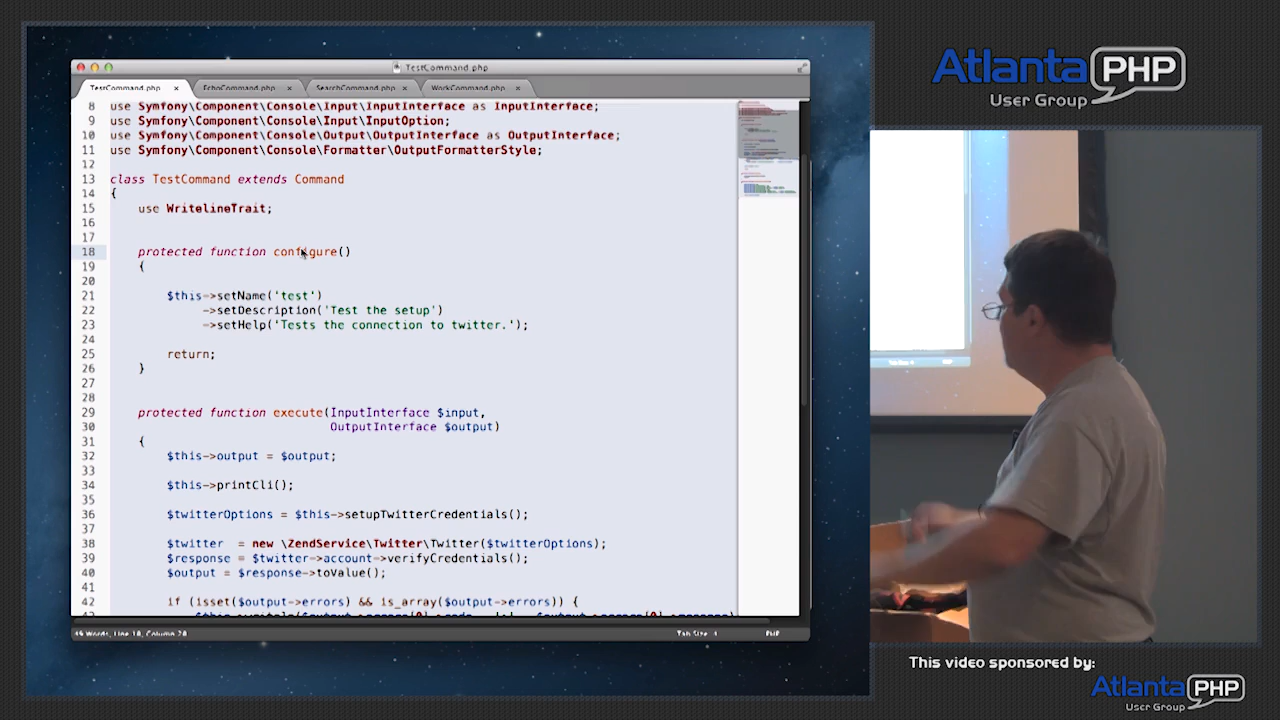 TestCommand.php
TestCommand.php ×
EchoCommand.php ×
SearchCommand.php ×
WorkCommand.php ×
8 use Symfony\Component\Console\Input\InputInterface as InputInterface;
9 use Symfony\Component\Console\Input\InputOption;
10 use Symfony\Component\Console\Output\OutputInterface as OutputInterface;
11 use Symfony\Component\Console\Formatter\OutputFormatterStyle;
12
13 class TestCommand extends Command
14 {
15 use WritelineTrait;
16
17
18 protected function configure()
19 {
20
21 $this->setName('test')
22 ->setDescription('Test the setup')
23 ->setHelp('Tests the connection to twitter.');
24
25 return;
26 }
27
28
29 protected function execute(InputInterface $input,
30 OutputInterface $output)
31 {
32 $this->output = $output;
33
34 $this->printCli();
35
36 $twitterOptions = $this->setupTwitterCredentials();
37
38 $twitter = new \ZendService\Twitter\Twitter($twitterOptions);
39 $response = $twitter->account->verifyCredentials();
40 $output = $response->toValue();
41
42 if (isset($output->errors) && is_array($output->errors)) {
Tab Size: 4 PHP
Atlanta PHP
User Group
This video sponsored by:
Atlanta PHP
User Group